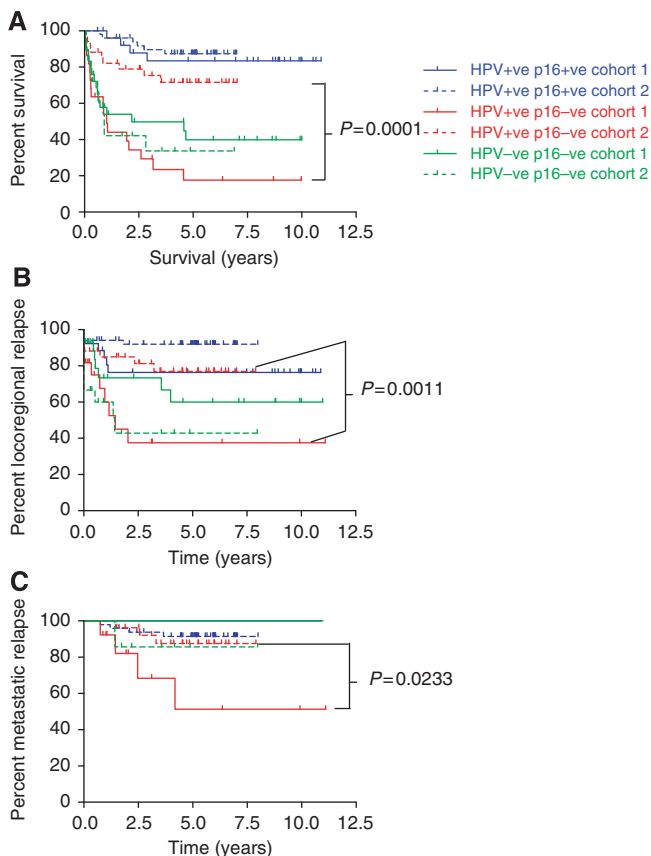 A
Percent survival
100
80
60
40
20
0
0.0 2.5 5.0 7.5 10.0 12.5
Survival (years)
P=0.0001
HPV+ve p16+ve cohort 1
HPV+ve p16+ve cohort 2
HPV+ve p16–ve cohort 1
HPV+ve p16–ve cohort 2
HPV–ve p16–ve cohort 1
HPV–ve p16–ve cohort 2
B
Percent locoregional relapse
100
80
60
40
20
0
0.0 2.5 5.0 7.5 10.0 12.5
Time (years)
P=0.0011
C
Percent metastatic relapse
100
80
60
40
20
0
0.0 2.5 5.0 7.5 10.0 12.5
Time (years)
P=0.0233